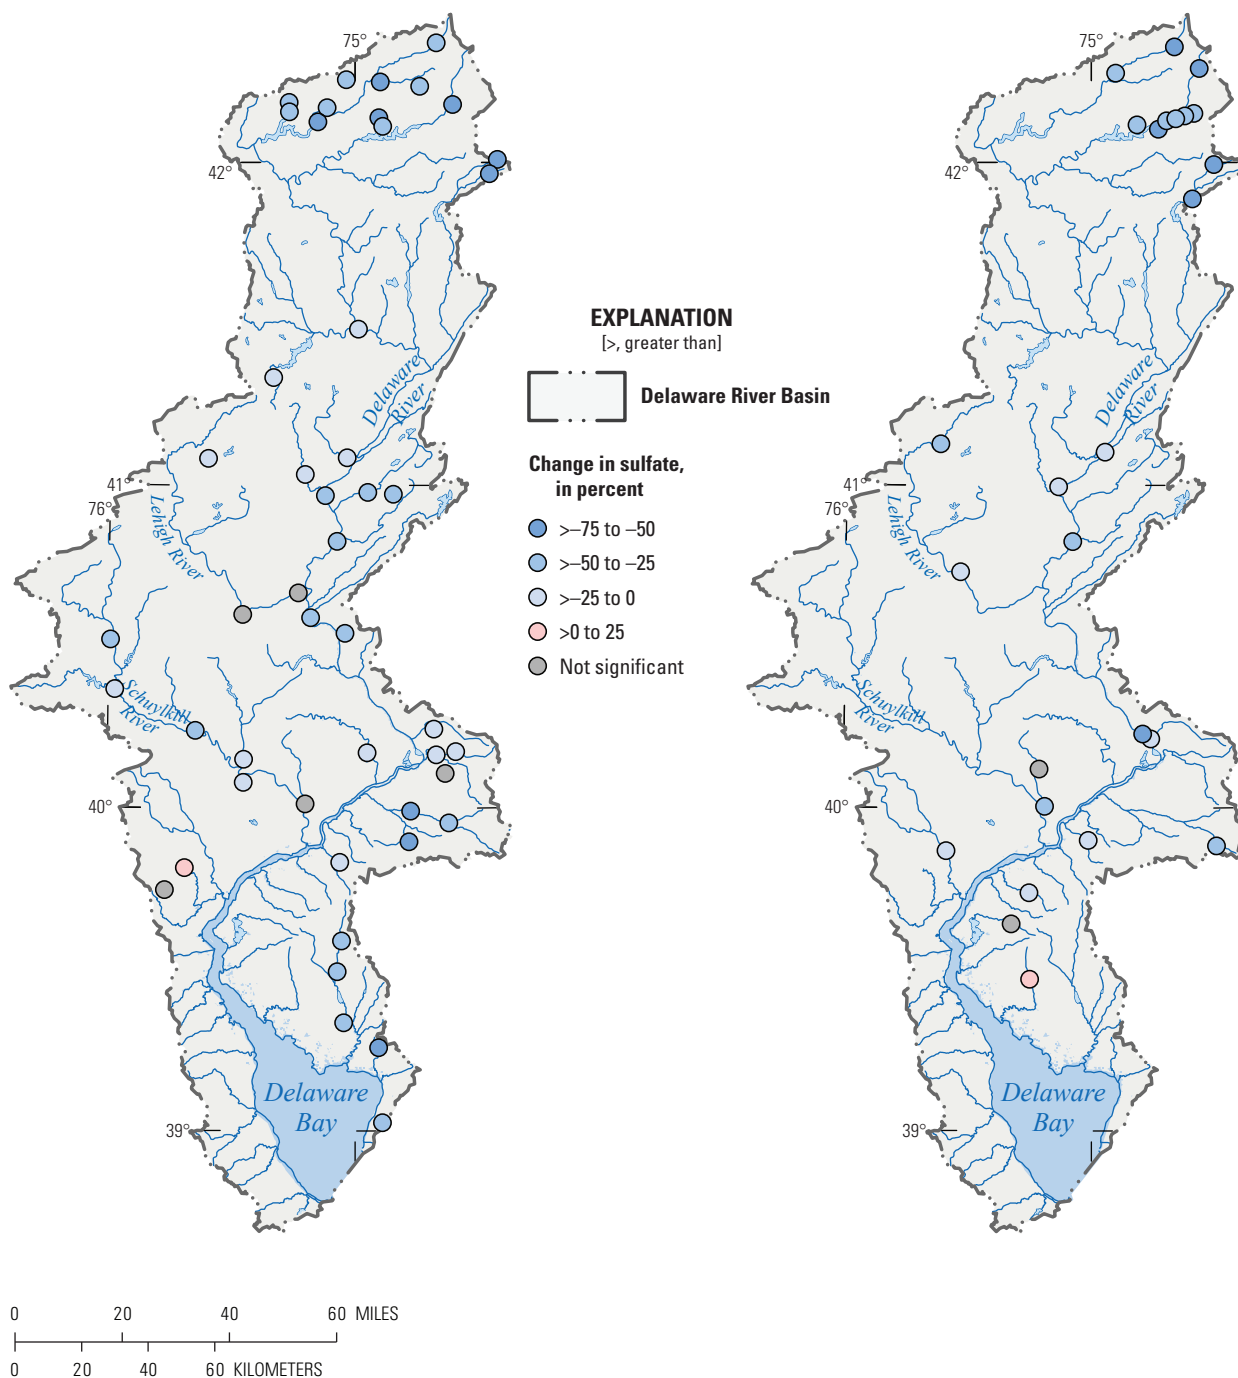 75°
42°
41°
76°
40°
39°
Delaware
River
Lehigh River
Schuylkill
River
Delaware
Bay
EXPLANATION
[>, greater than]
Delaware River Basin
Change in sulfate,
in percent
>–75 to –50
>–50 to –25
>–25 to 0
>0 to 25
Not significant
75°
42°
41°
76°
40°
39°
Delaware
River
Lehigh River
Schuylkill
River
Delaware
Bay
0 20 40 60 MILES
0 20 40 60 KILOMETERS